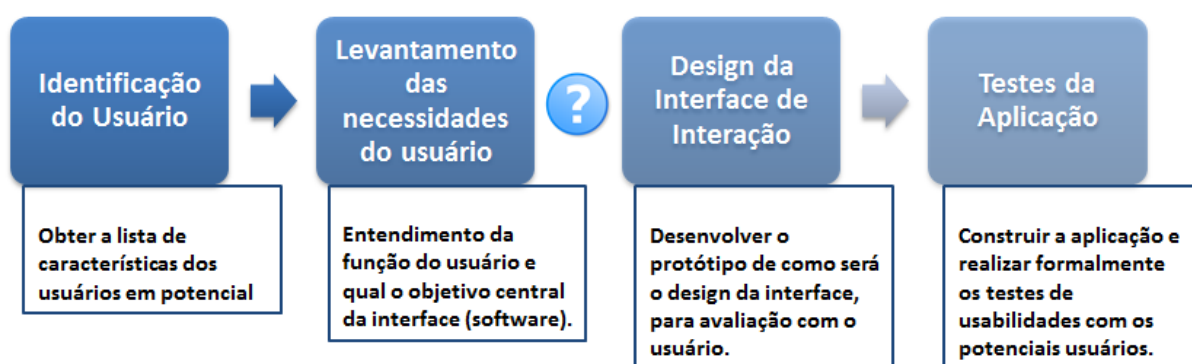 Identificação
do Usuário
Levantamento
das
necessidades
do usuário
?
Design da
Interface de
Interação
Testes da
Aplicação
Obter a lista de
características dos
usuários em potencial
Entendimento da
função do usuário e
qual o objetivo central
da interface (software).
Desenvolver o
protótipo de como será
o design da interface,
para avaliação com o
usuário.
Construir a aplicação e
realizar formalmente
os testes de
usabilidades com os
potenciais usuários.